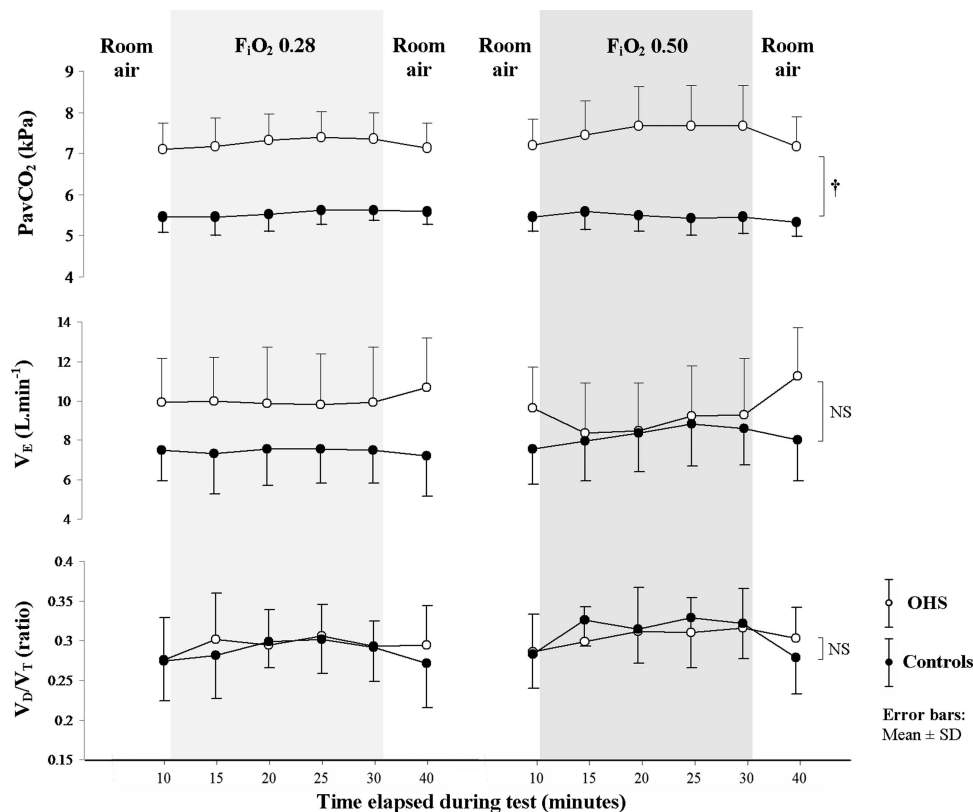 Room
air
FᵢO₂ 0.28
Room
air
Room
air
FᵢO₂ 0.50
Room
air
PavCO₂ (kPa)
9
8
7
6
5
4
†
V_E (L.min⁻¹)
14
12
10
8
6
4
NS
V_D/V_T (ratio)
0.4
0.35
0.3
0.25
0.2
0.15
NS
OHS
Controls
Error bars:
Mean ± SD
10 15 20 25 30 40 10 15 20 25 30 40
Time elapsed during test (minutes)